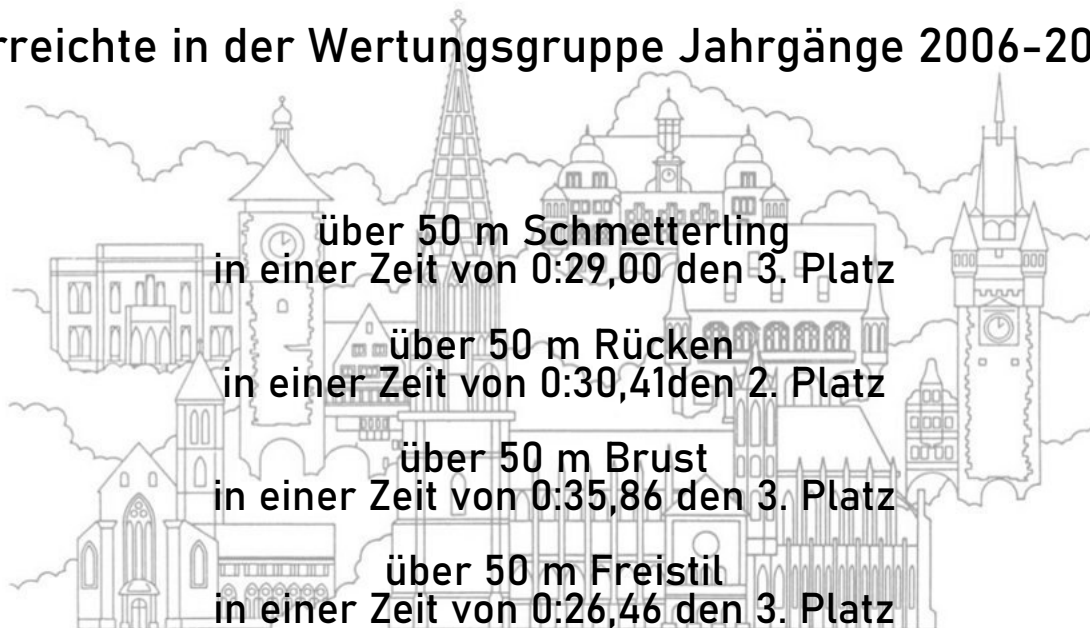 rreichte in der Wertungsgruppe Jahrgänge 2006-20
über 50 m Schmetterling
in einer Zeit von 0:29,00 den 3. Platz
über 50 m Rücken
in einer Zeit von 0:30,41den 2. Platz
über 50 m Brust
in einer Zeit von 0:35,86 den 3. Platz
über 50 m Freistil
in einer Zeit von 0:26,46 den 3. Platz